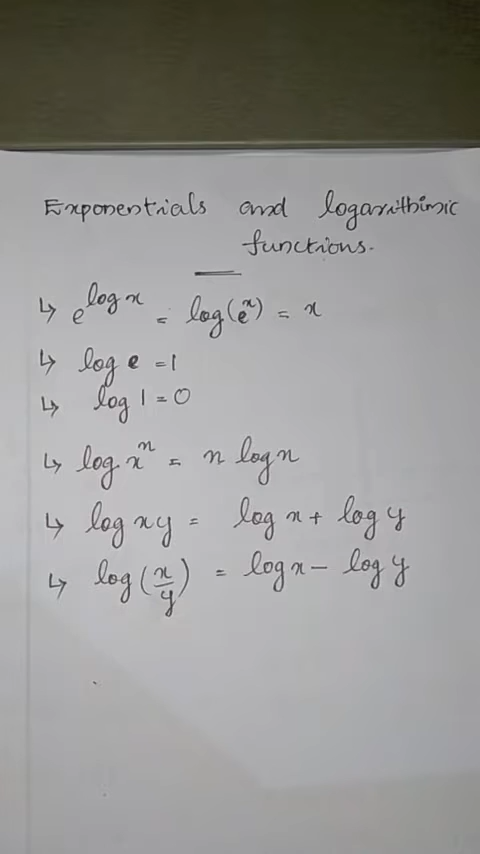 Exponentials and logarithimic
functions.
↳ e^{log x} = log(e^x) = x
↳ log e = 1
↳ log 1 = 0
↳ log x^n = n log x
↳ log xy = log x + log y
↳ log(x/y) = log x - log y